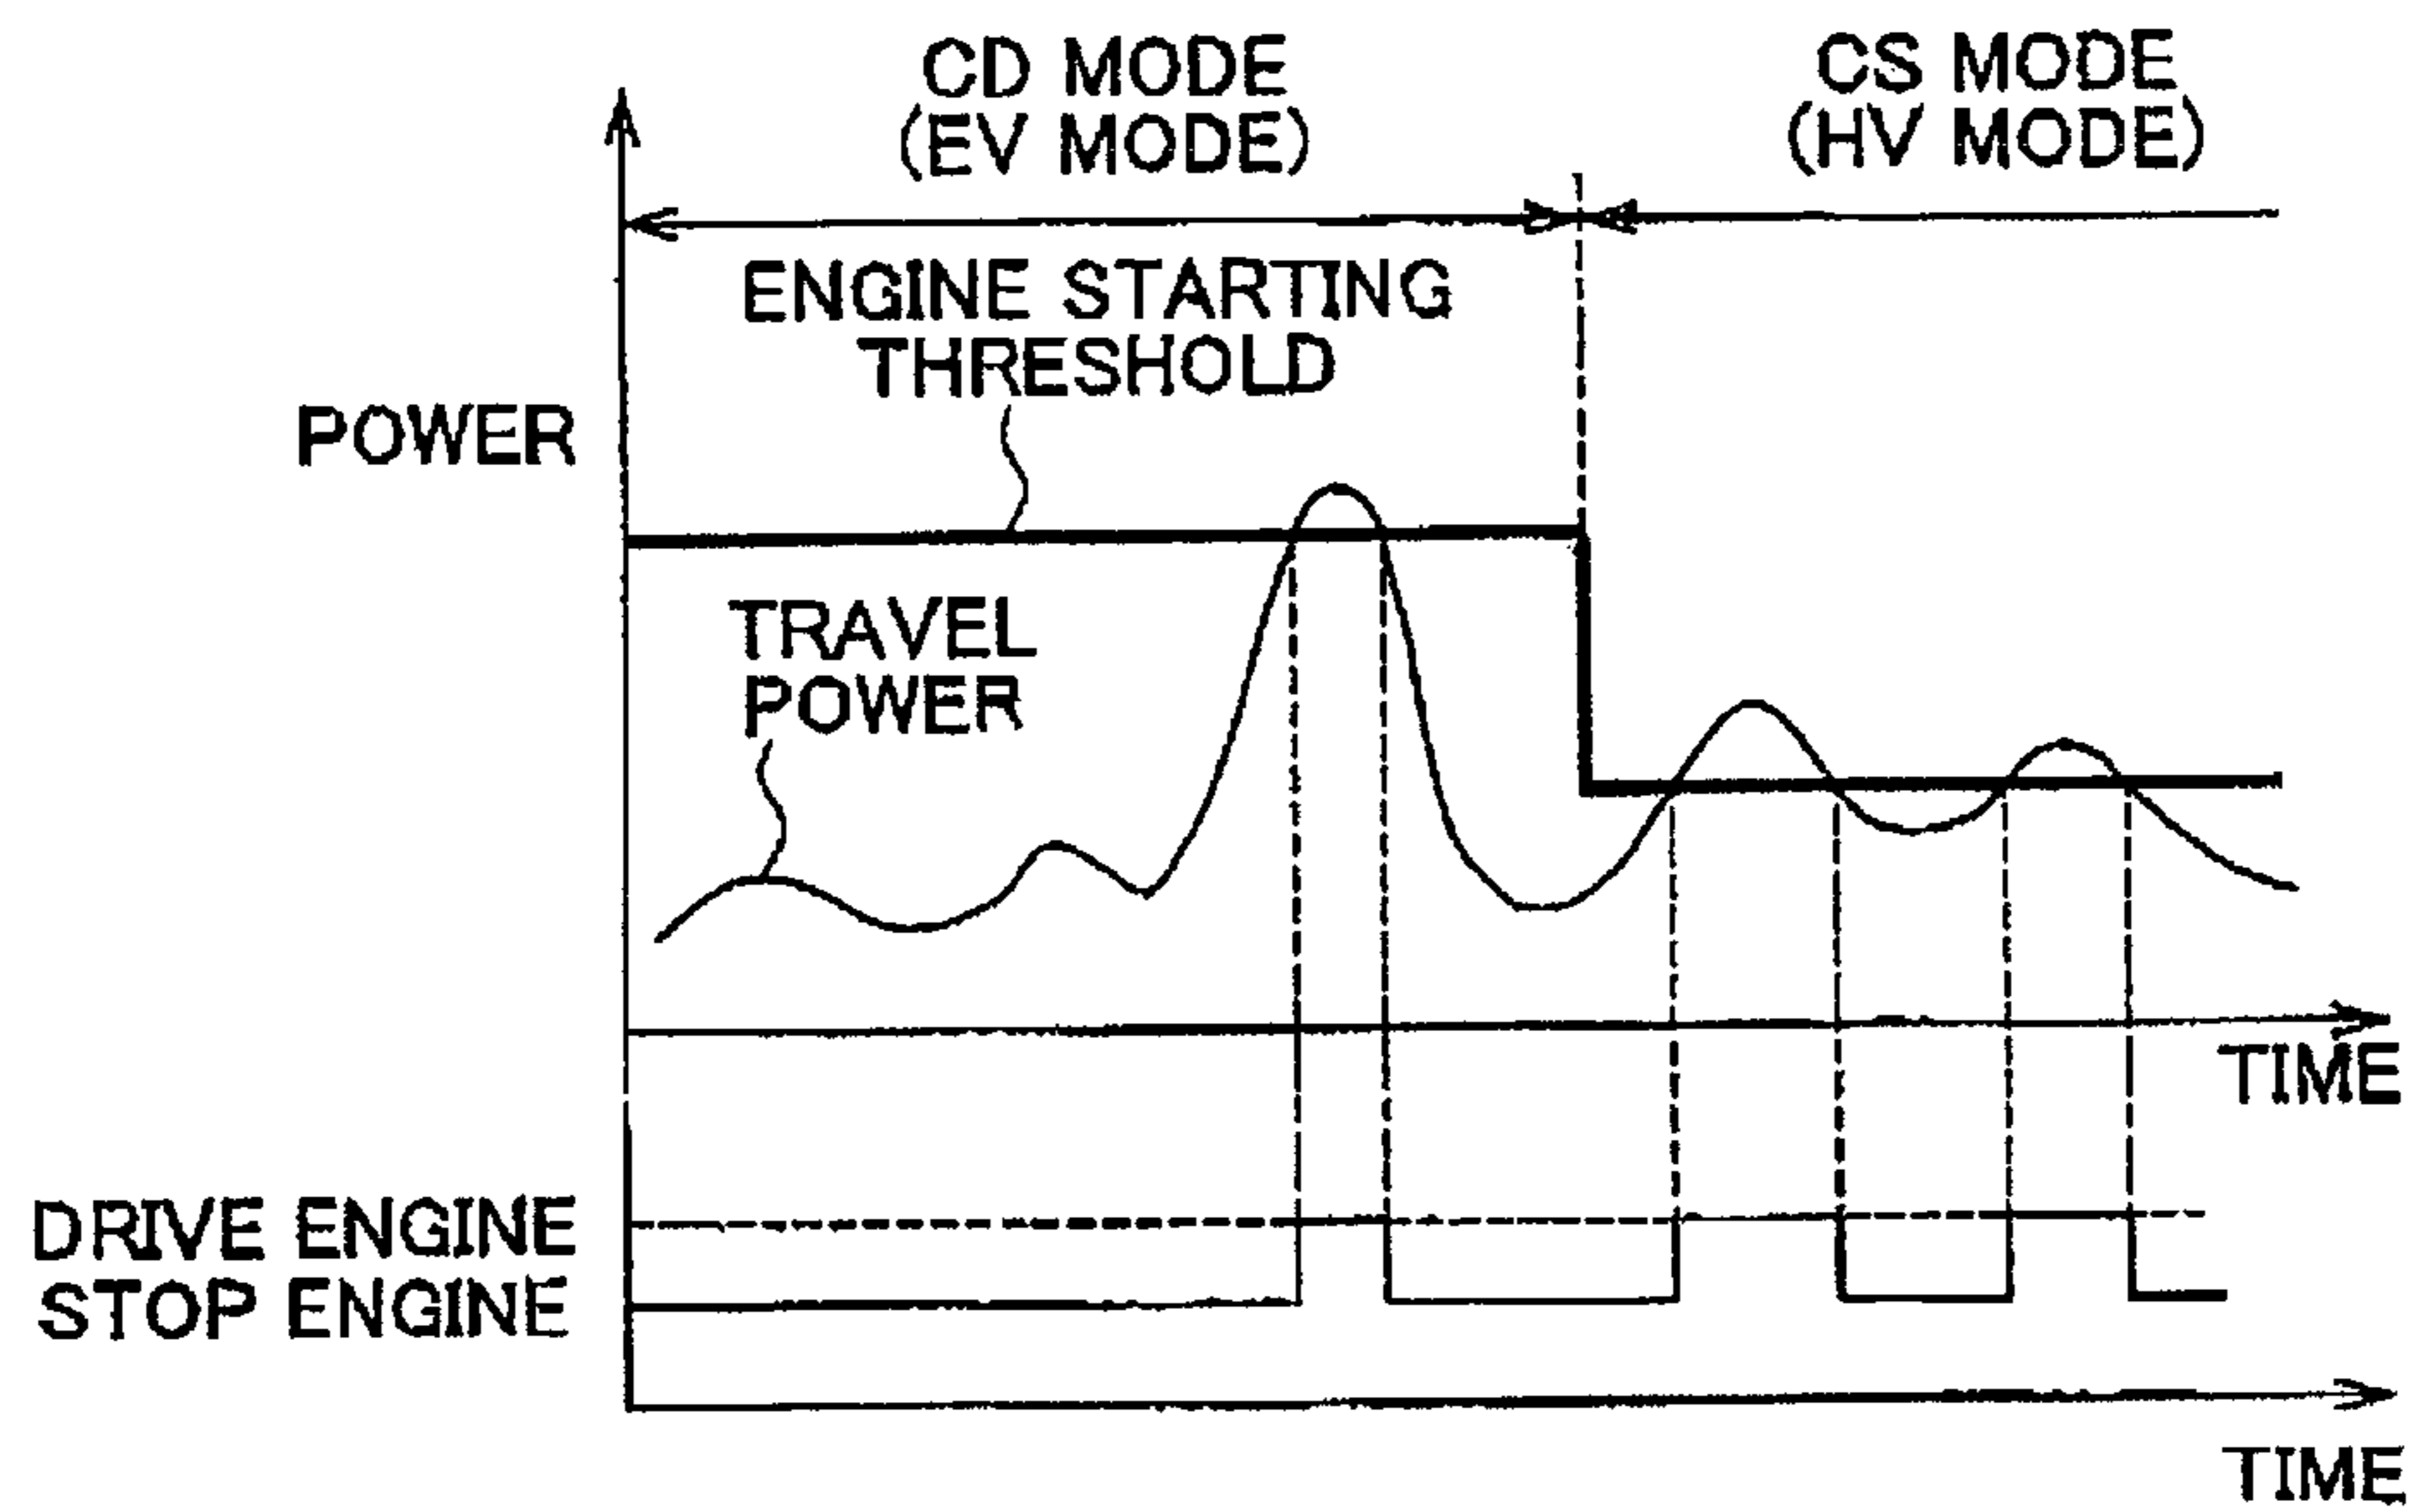 CD MODE
(EV MODE)
CS MODE
(HV MODE)
ENGINE STARTING
THRESHOLD
POWER
TRAVEL
POWER
TIME
DRIVE ENGINE
STOP ENGINE
TIME